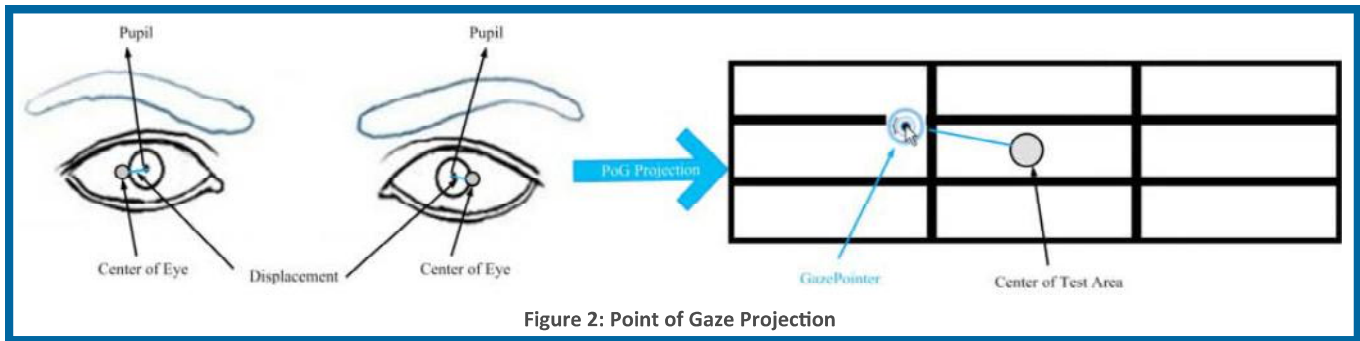 Pupil
Pupil
PoG Projection
Center of Eye
Displacement
Center of Eye
GazePointer
Center of Test Area
Figure 2: Point of Gaze Projection